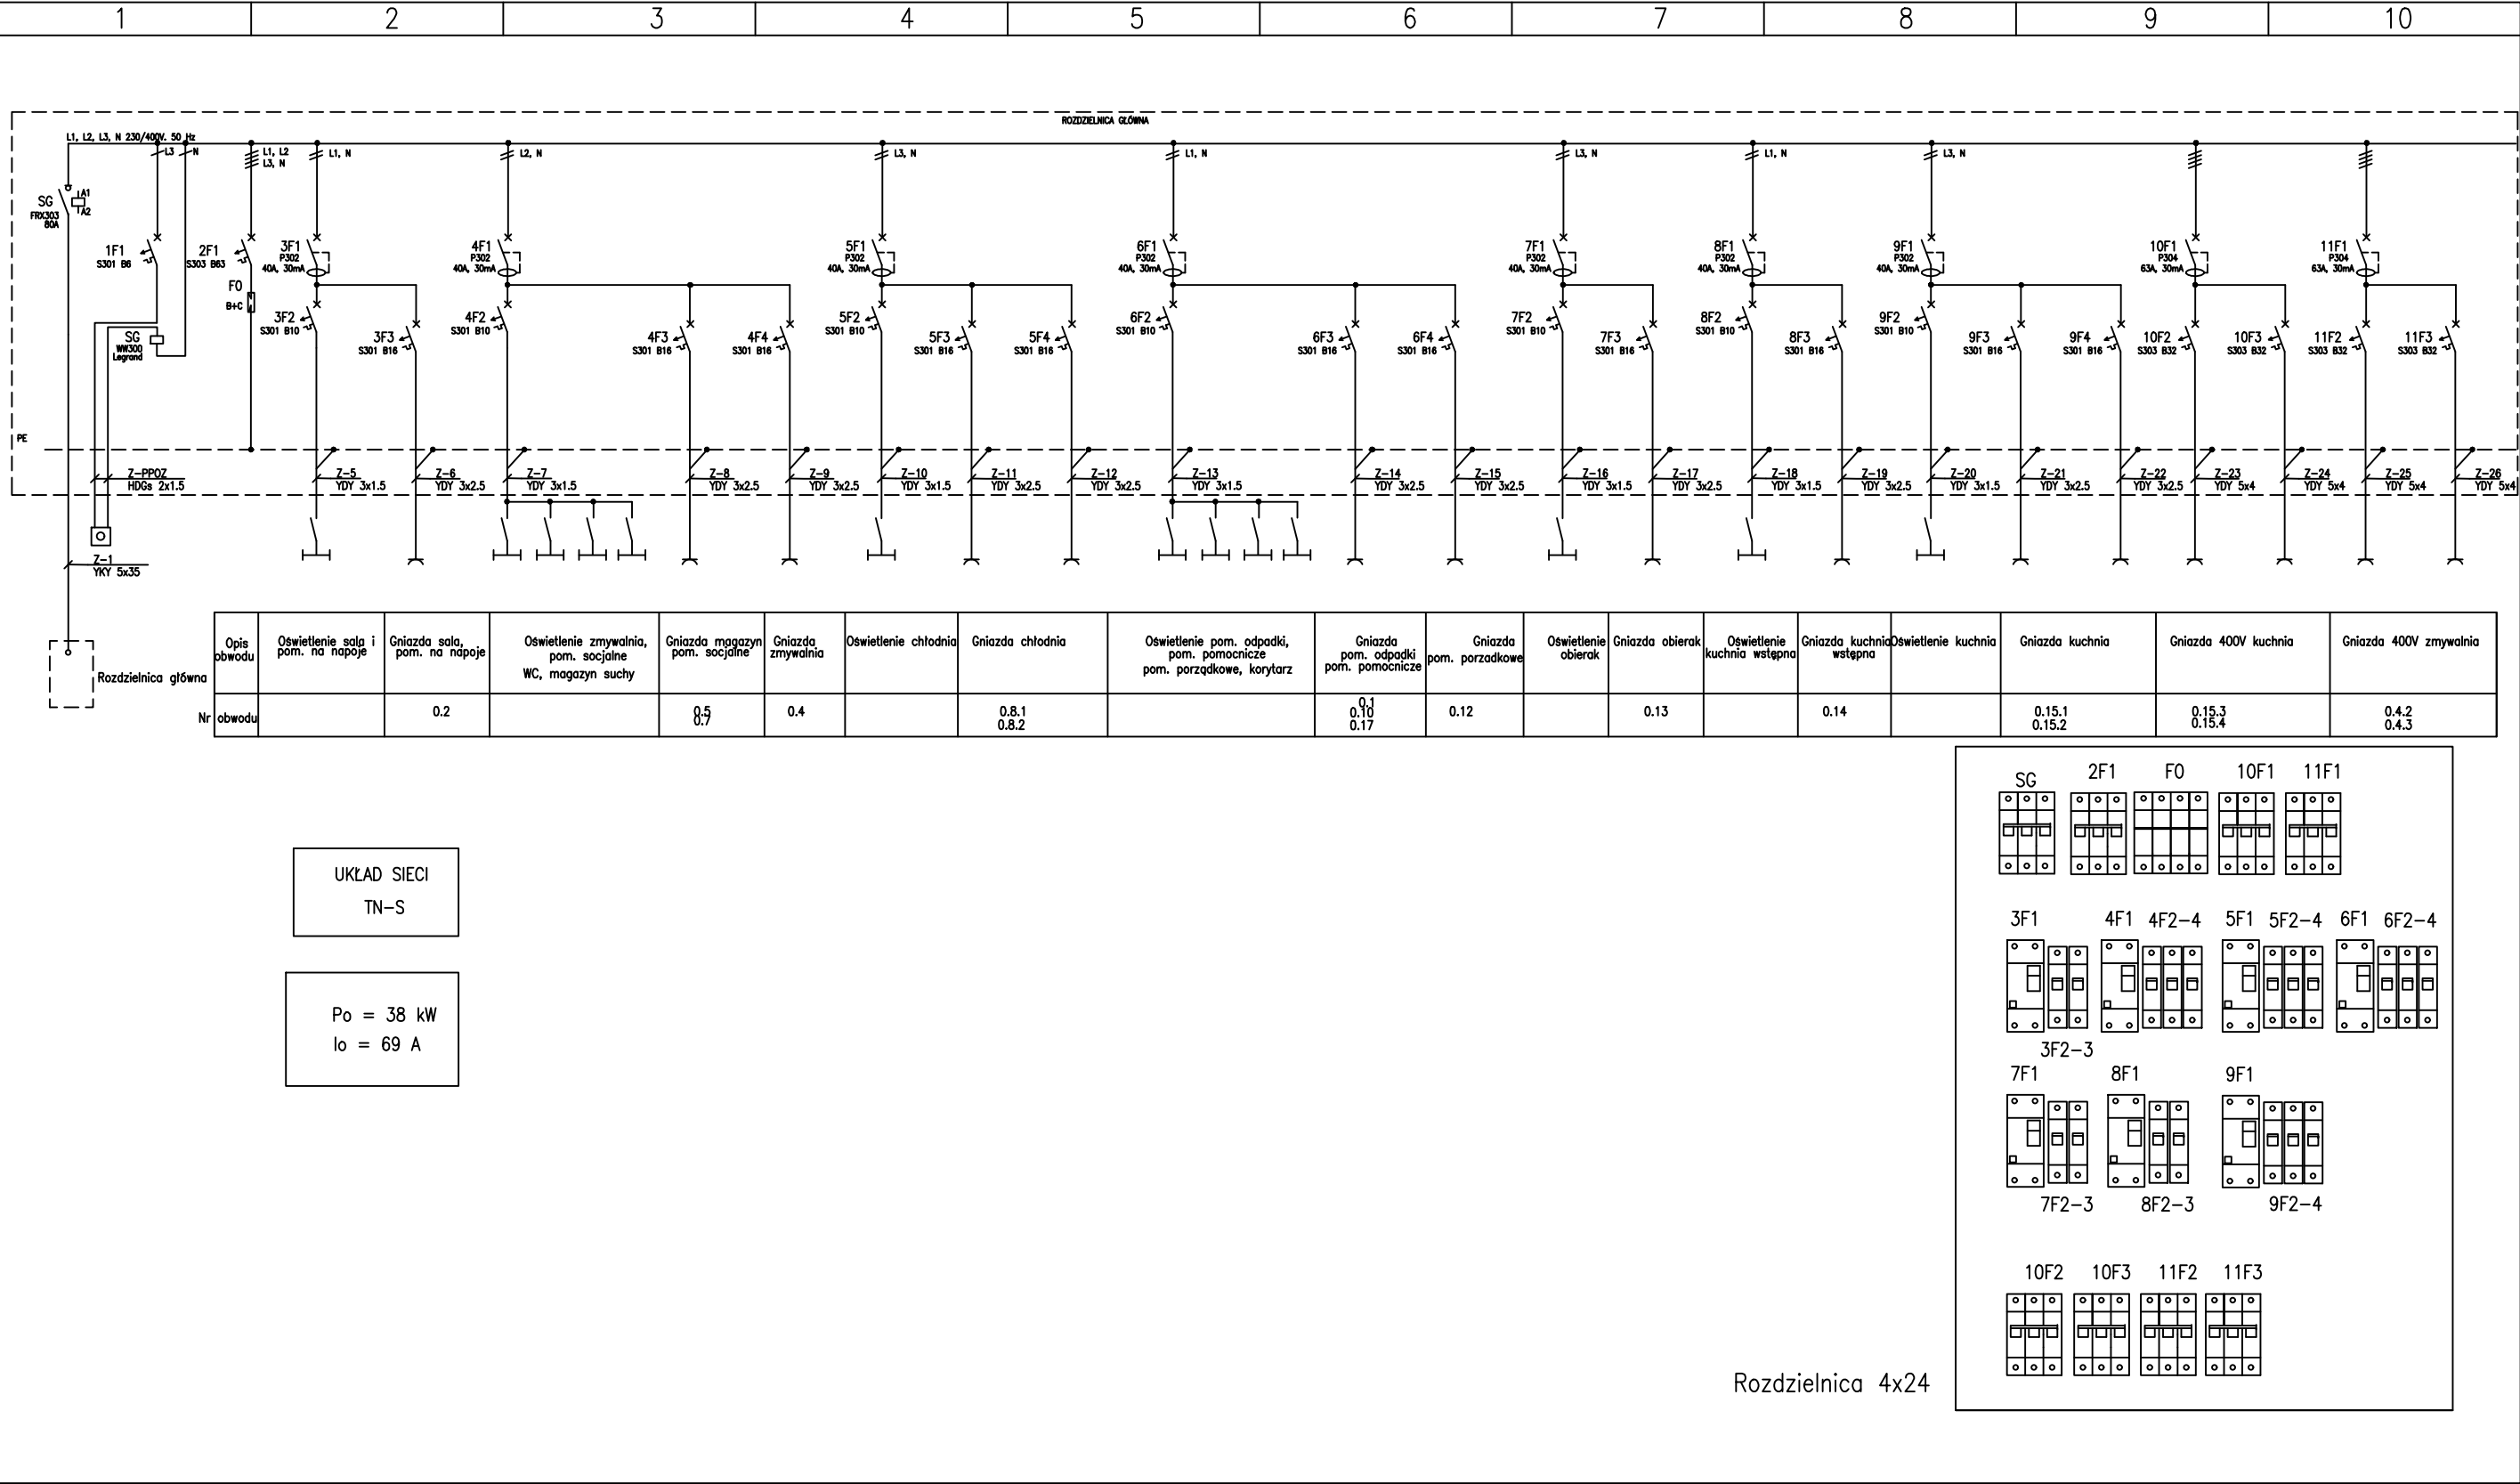 1 2 3 4 5 6 7 8 9 10
ROZDZIELNICA GŁÓWNA
L1, L2, L3, N 230/400V. 50 Hz
L3 N
L1, L2
L3, N
L1, N
L2, N
L3, N
L1, N
L3, N
L1, N
L3, N
SG
FRX303
80A
A1
A2
1F1
S301 B6
2F1
S303 B63
F0
B+C
SG
WW300
Legrand
3F1
P302
40A, 30mA
3F2
S301 B10
3F3
S301 B16
4F1
P302
40A, 30mA
4F2
S301 B10
4F3
S301 B16
4F4
S301 B16
5F1
P302
40A, 30mA
5F2
S301 B10
5F3
S301 B16
5F4
S301 B16
6F1
P302
40A, 30mA
6F2
S301 B10
6F3
S301 B16
6F4
S301 B16
7F1
P302
40A, 30mA
7F2
S301 B10
7F3
S301 B16
8F1
P302
40A, 30mA
8F2
S301 B10
8F3
S301 B16
9F1
P302
40A, 30mA
9F2
S301 B10
9F3
S301 B16
9F4
S301 B16
10F1
P304
63A, 30mA
10F2
S303 B32
10F3
S303 B32
11F1
P304
63A, 30mA
11F2
S303 B32
11F3
S303 B32
PE
Z-PPOZ
HDGs 2x1.5
Z-5
YDY 3x1.5
Z-6
YDY 3x2.5
Z-7
YDY 3x1.5
Z-8
YDY 3x2.5
Z-9
YDY 3x2.5
Z-10
YDY 3x1.5
Z-11
YDY 3x2.5
Z-12
YDY 3x2.5
Z-13
YDY 3x1.5
Z-14
YDY 3x2.5
Z-15
YDY 3x2.5
Z-16
YDY 3x1.5
Z-17
YDY 3x2.5
Z-18
YDY 3x1.5
Z-19
YDY 3x2.5
Z-20
YDY 3x1.5
Z-21
YDY 3x2.5
Z-22
YDY 3x2.5
Z-23
YDY 5x4
Z-24
YDY 5x4
Z-25
YDY 5x4
Z-26
YDY 5x4
Z-1
YKY 5x35
Rozdzielnica główna
Opis
obwodu
Oświetlenie sala i
pom. na napoje
Gniazda sala,
pom. na napoje
Oświetlenie zmywalnia,
pom. socjalne
WC, magazyn suchy
Gniazda magazyn
pom. socjalne
Gniazda
zmywalnia
Oświetlenie chłodnia
Gniazda chłodnia
Oświetlenie pom. odpadki,
pom. pomocnicze
pom. porządkowe, korytarz
Gniazda
pom. odpadki
pom. pomocnicze
Gniazda
pom. porzadkowe
Oświetlenie
obierak
Gniazda obierak
Oświetlenie
kuchnia wstępna
Gniazda kuchnia
wstępna
Oświetlenie kuchnia
Gniazda kuchnia
Gniazda 400V kuchnia
Gniazda 400V zmywalnia
Nr obwodu
0.2
0.5
0.7
0.4
0.8.1
0.8.2
0.1
0.10
0.17
0.12
0.13
0.14
0.15.1
0.15.2
0.15.3
0.15.4
0.4.2
0.4.3
UKŁAD SIECI
TN-S
Po = 38 kW
Io = 69 A
SG 2F1 F0 10F1 11F1
3F1 4F1 4F2-4 5F1 5F2-4 6F1 6F2-4
3F2-3
7F1 8F1 9F1
7F2-3 8F2-3 9F2-4
10F2 10F3 11F2 11F3
Rozdzielnica 4x24